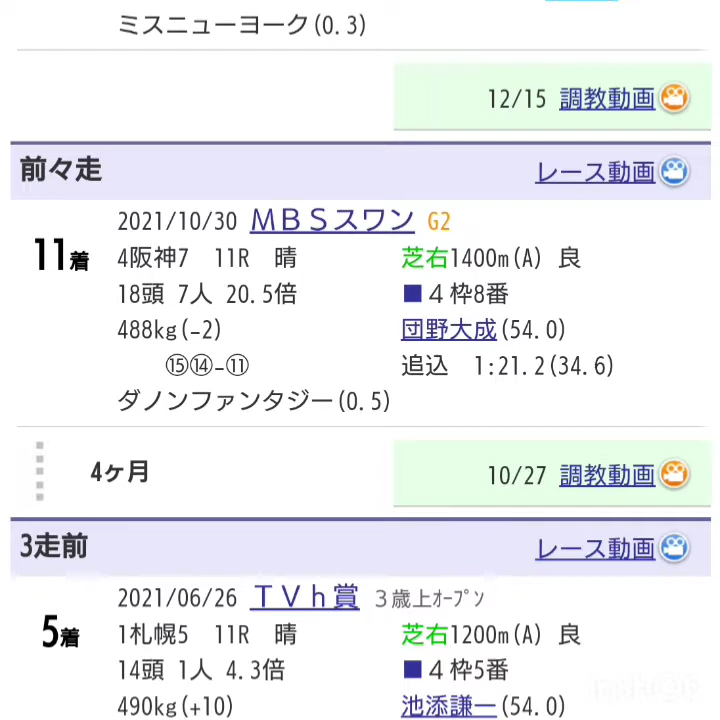 ミスニューヨーク(0.3)
12/15 調教動画
前々走 レース動画
2021/10/30 MBSスワン G2
11着 4阪神7 11R 晴 芝右1400m(A) 良
18頭 7人 20.5倍 ■4枠8番
488kg(-2) 団野大成(54.0)
⑮⑭-⑪ 追込 1:21.2(34.6)
ダノンファンタジー(0.5)
4ヶ月 10/27 調教動画
3走前 レース動画
2021/06/26 TVh賞 3歳上オープン
5着 1札幌5 11R 晴 芝右1200m(A) 良
14頭 1人 4.3倍 ■4枠5番
490kg(+10) 池添謙一(54.0)